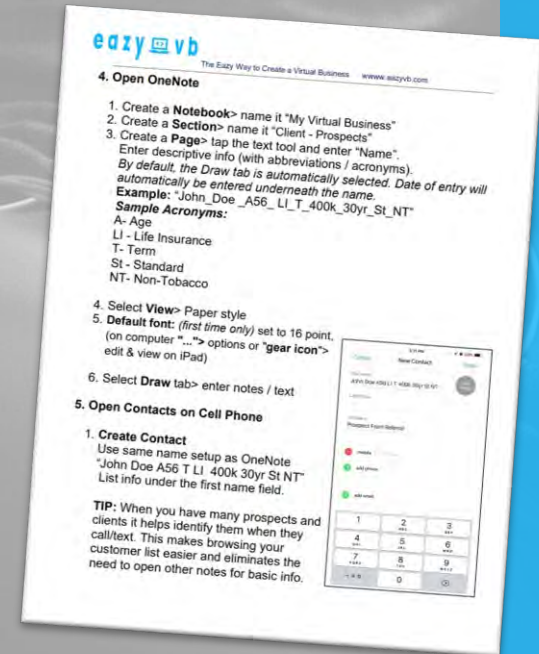 eazy vb
The Eazy Way to Create a Virtual Business wwww.eazyvb.com
4. Open OneNote
1. Create a Notebook> name it "My Virtual Business"
2. Create a Section> name it "Client - Prospects"
3. Create a Page> tap the text tool and enter "Name".
Enter descriptive info (with abbreviations / acronyms).
By default, the Draw tab is automatically selected. Date of entry will
automatically be entered underneath the name.
Example: "John_Doe _A56_ LI_T_400k_30yr_St_NT"
Sample Acronyms:
A- Age
LI - Life Insurance
T- Term
St - Standard
NT- Non-Tobacco
4. Select View> Paper style
5. Default font: (first time only) set to 16 point,
(on computer "..."> options or "gear icon">
edit & view on iPad)
6. Select Draw tab> enter notes / text
5. Open Contacts on Cell Phone
1. Create Contact
Use same name setup as OneNote
"John Doe A56 T LI 400k 30yr St NT"
List info under the first name field.
TIP: When you have many prospects and
clients it helps identify them when they
call/text. This makes browsing your
customer list easier and eliminates the
need to open other notes for basic info.
New Contact
John Doe A56 LI T 400k 30yr St NT
Prospect From Referral
mobile
add phone
add email
1 2 3
4 5 6
7 8 9
0